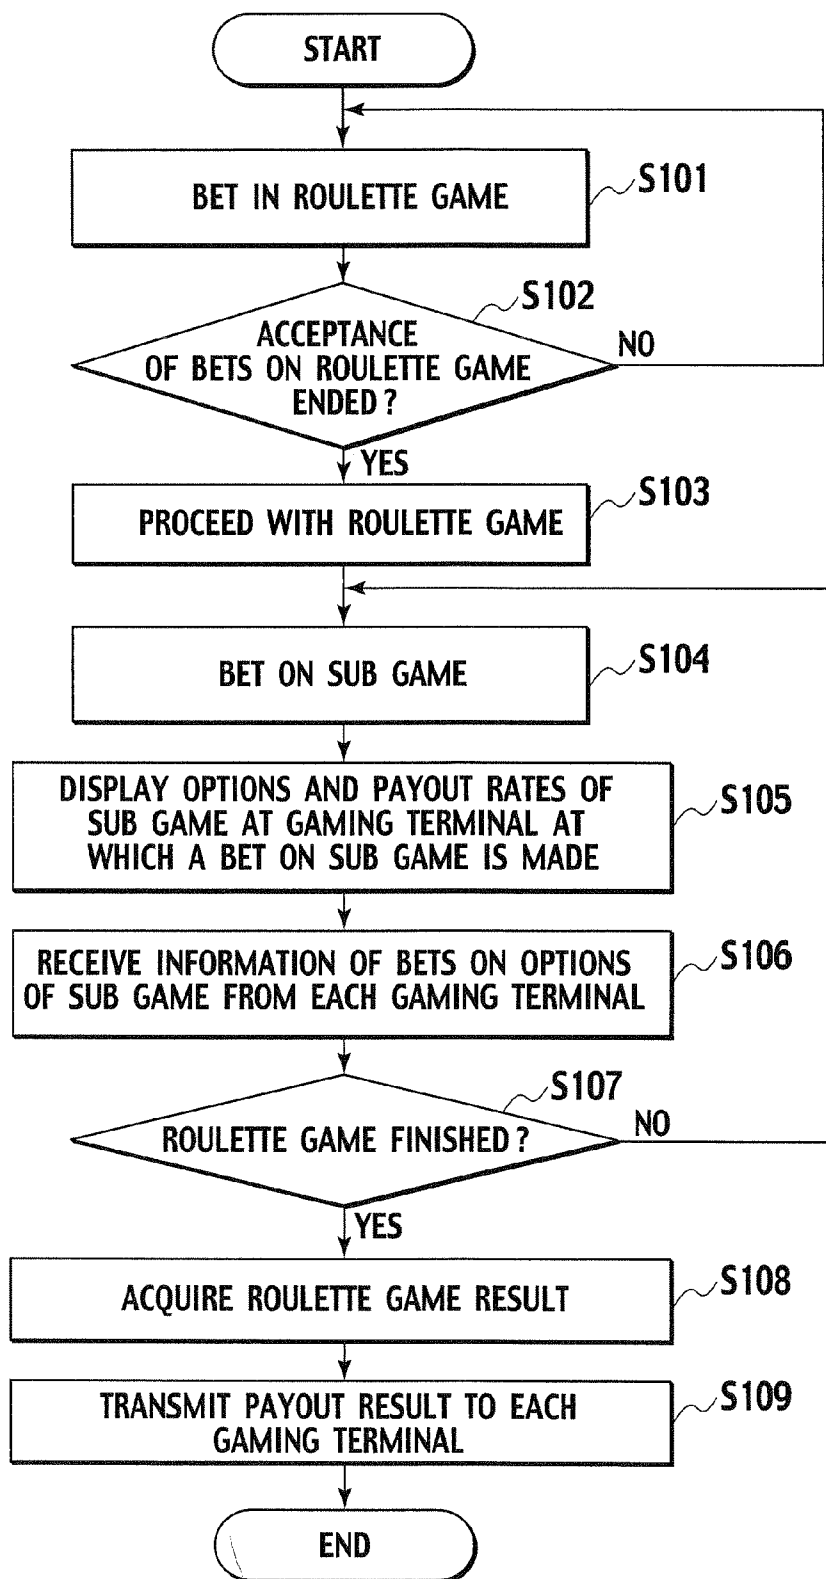 START
BET IN ROULETTE GAME
S101
S102
ACCEPTANCE
OF BETS ON ROULETTE GAME
ENDED?
NO
YES
S103
PROCEED WITH ROULETTE GAME
BET ON SUB GAME
S104
DISPLAY OPTIONS AND PAYOUT RATES OF
SUB GAME AT GAMING TERMINAL AT
WHICH A BET ON SUB GAME IS MADE
S105
RECEIVE INFORMATION OF BETS ON OPTIONS
OF SUB GAME FROM EACH GAMING TERMINAL
S106
S107
ROULETTE GAME FINISHED?
NO
YES
ACQUIRE ROULETTE GAME RESULT
S108
TRANSMIT PAYOUT RESULT TO EACH
GAMING TERMINAL
S109
END